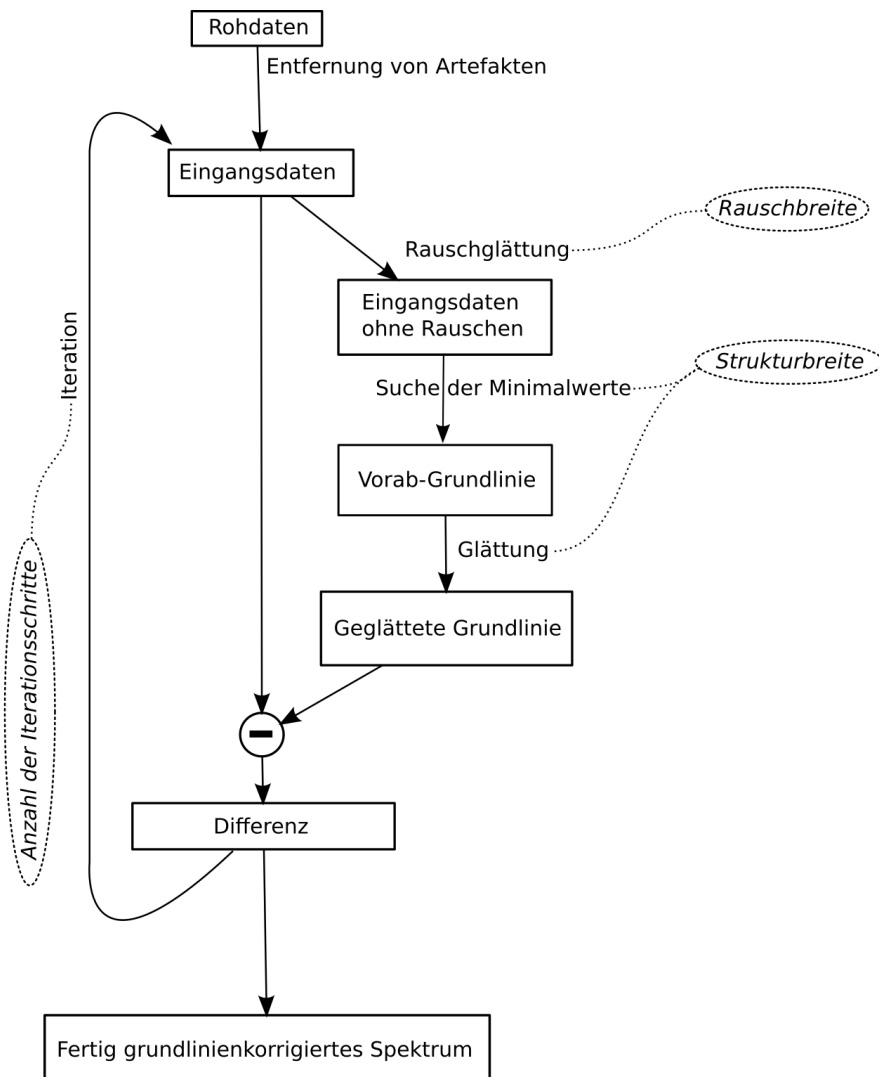 Rohdaten
Entfernung von Artefakten
Eingangsdaten
Rauschbreite
Rauschglättung
Eingangsdaten
ohne Rauschen
Iteration
Strukturbreite
Suche der Minimalwerte
Vorab-Grundlinie
Glättung
Anzahl der Iterationsschritte
Geglättete Grundlinie
Differenz
Fertig grundlinienkorrigiertes Spektrum